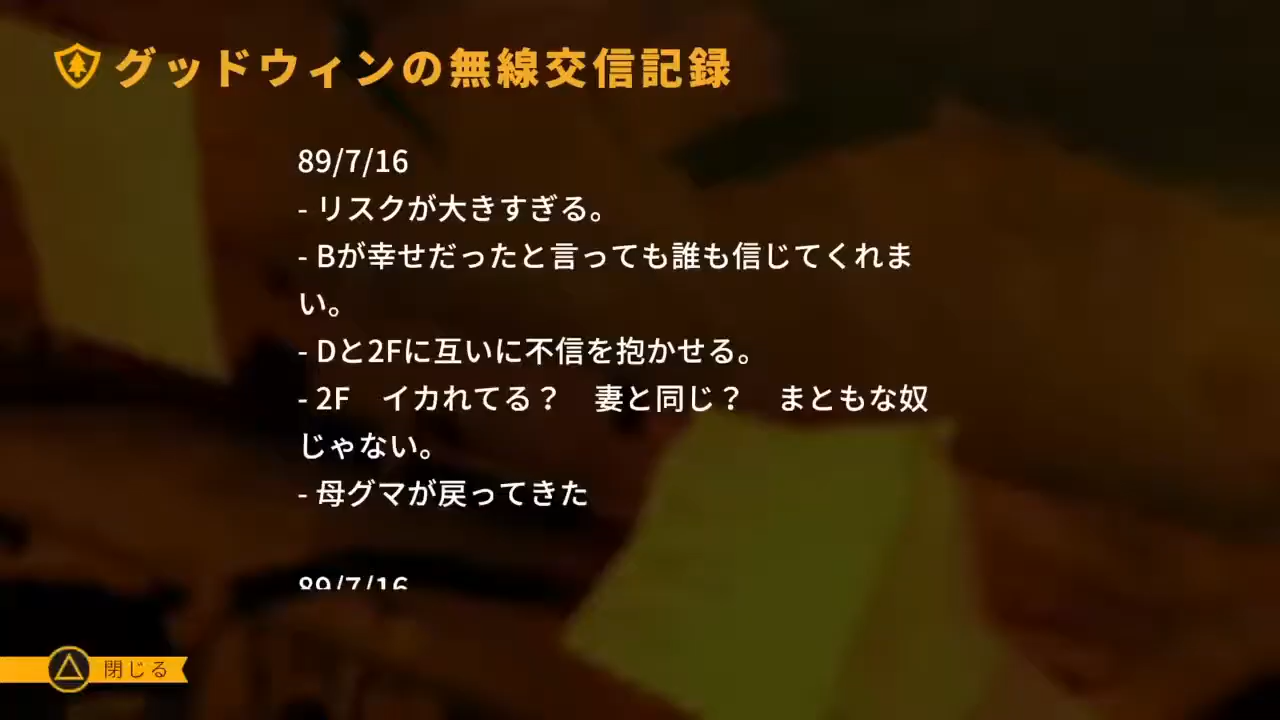 グッドウィンの無線交信記録
89/7/16
- リスクが大きすぎる。
- Bが幸せだったと言っても誰も信じてくれま
い。
- Dと2Fに互いに不信を抱かせる。
- 2F　イカれてる？　妻と同じ？　まともな奴
じゃない。
- 母グマが戻ってきた
89/7/16
閉じる